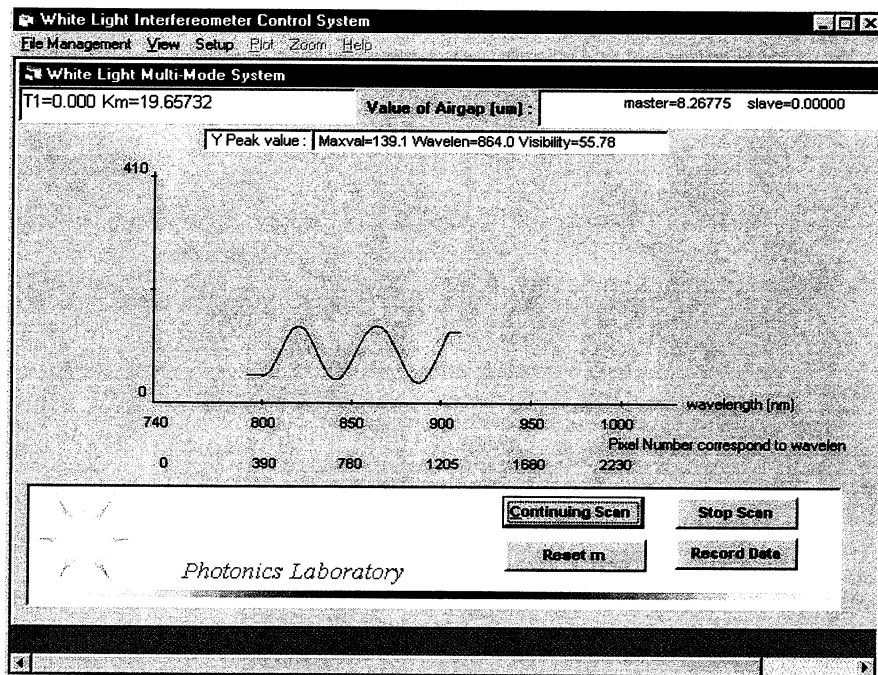 White Light Interfereometer Control System
File Management View Setup Plot Zoom Help
White Light Multi-Mode System
T1=0.000 Km=19.65732
Value of Airgap [um] :
master=8.26775 slave=0.00000
Y Peak value : Maxval=139.1 Wavelen=864.0 Visibility=55.78
410
0
wavelength (nm)
740 800 850 900 950 1000
Pixel Number correspond to wavelen
0 390 780 1205 1680 2230
Continuing Scan Stop Scan
Reset m Record Data
Photonics Laboratory